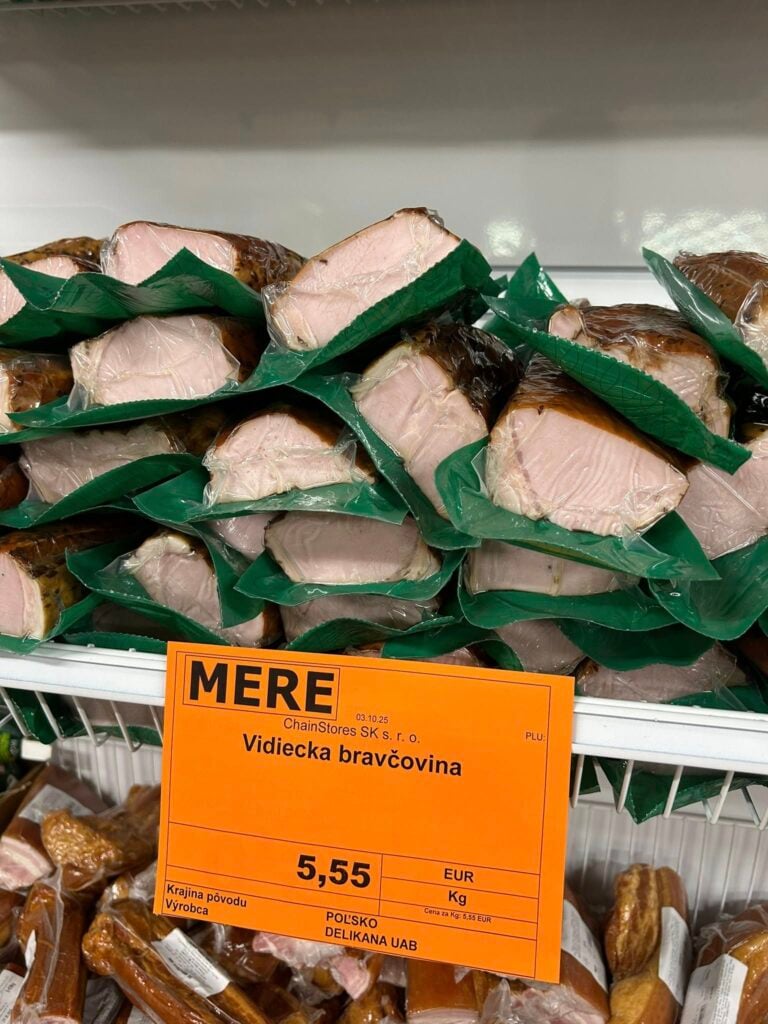 MERE
03.10.25
ChainStores SK s. r. o.
PLU:
Vidiecka bravčovina
5,55
EUR
Kg
Cena za Kg: 5,55 EUR
Krajina pôvodu
POĽSKO
Výrobca
DELIKANA UAB